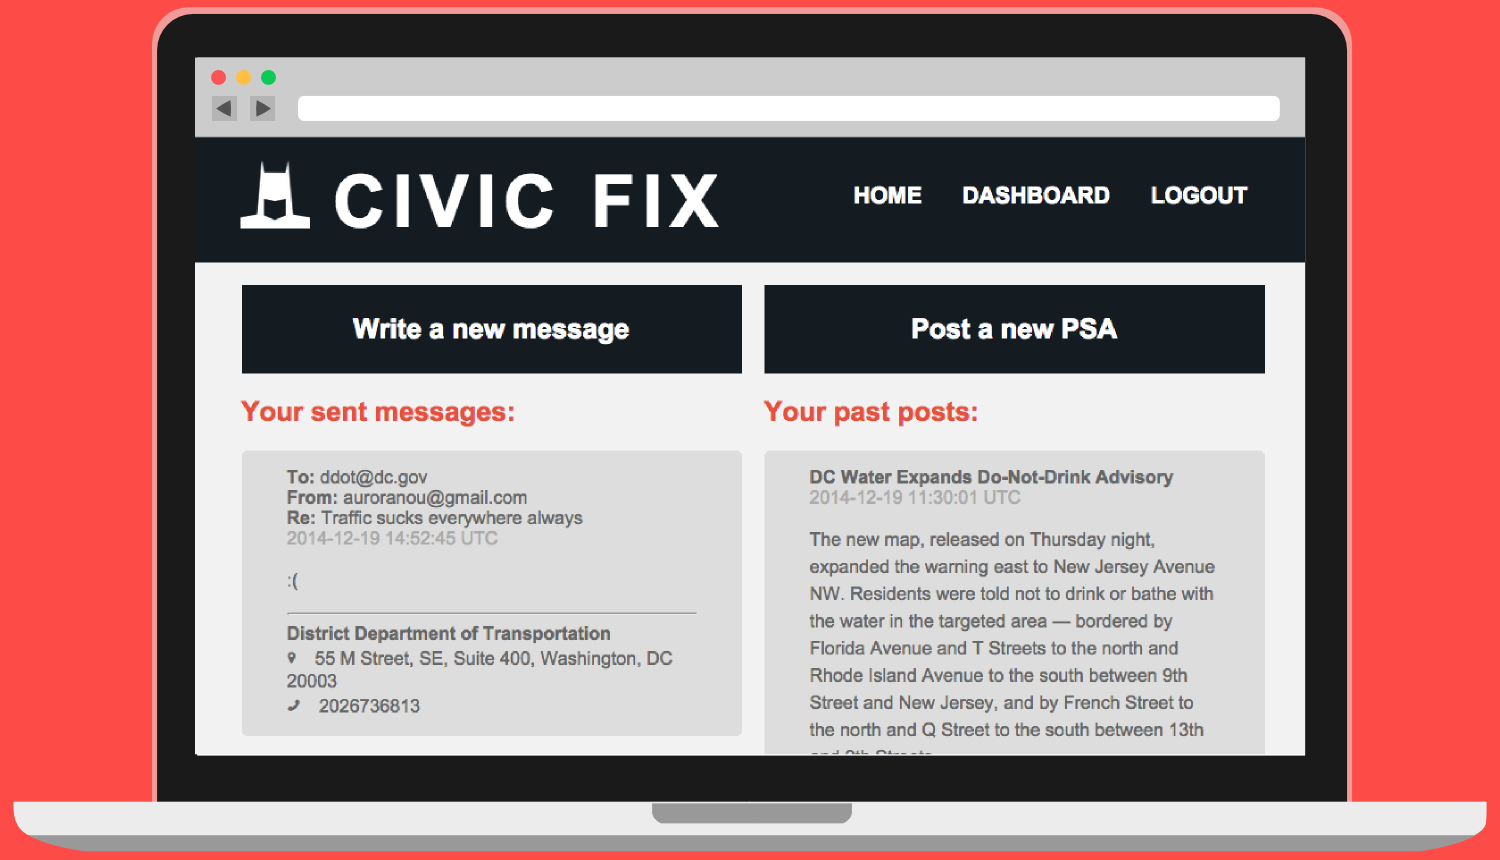 CIVIC FIX
HOME DASHBOARD LOGOUT
Write a new message
Post a new PSA
Your sent messages:
To: ddot@dc.gov
From: auroranou@gmail.com
Re: Traffic sucks everywhere always
2014-12-19 14:52:45 UTC
:(
District Department of Transportation
55 M Street, SE, Suite 400, Washington, DC
20003
2026736813
Your past posts:
DC Water Expands Do-Not-Drink Advisory
2014-12-19 11:30:01 UTC
The new map, released on Thursday night,
expanded the warning east to New Jersey Avenue
NW. Residents were told not to drink or bathe with
the water in the targeted area — bordered by
Florida Avenue and T Streets to the north and
Rhode Island Avenue to the south between 9th
Street and New Jersey, and by French Street to
the north and Q Street to the south between 13th